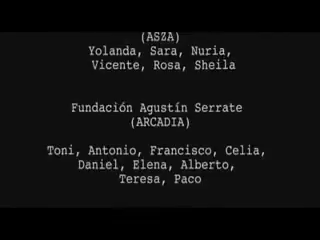 (ASZA)
Yolanda, Sara, Nuria,
Vicente, Rosa, Sheila
Fundación Agustín Serrate
(ARCADIA)
Toni, Antonio, Francisco, Celia,
Daniel, Elena, Alberto,
Teresa, Paco